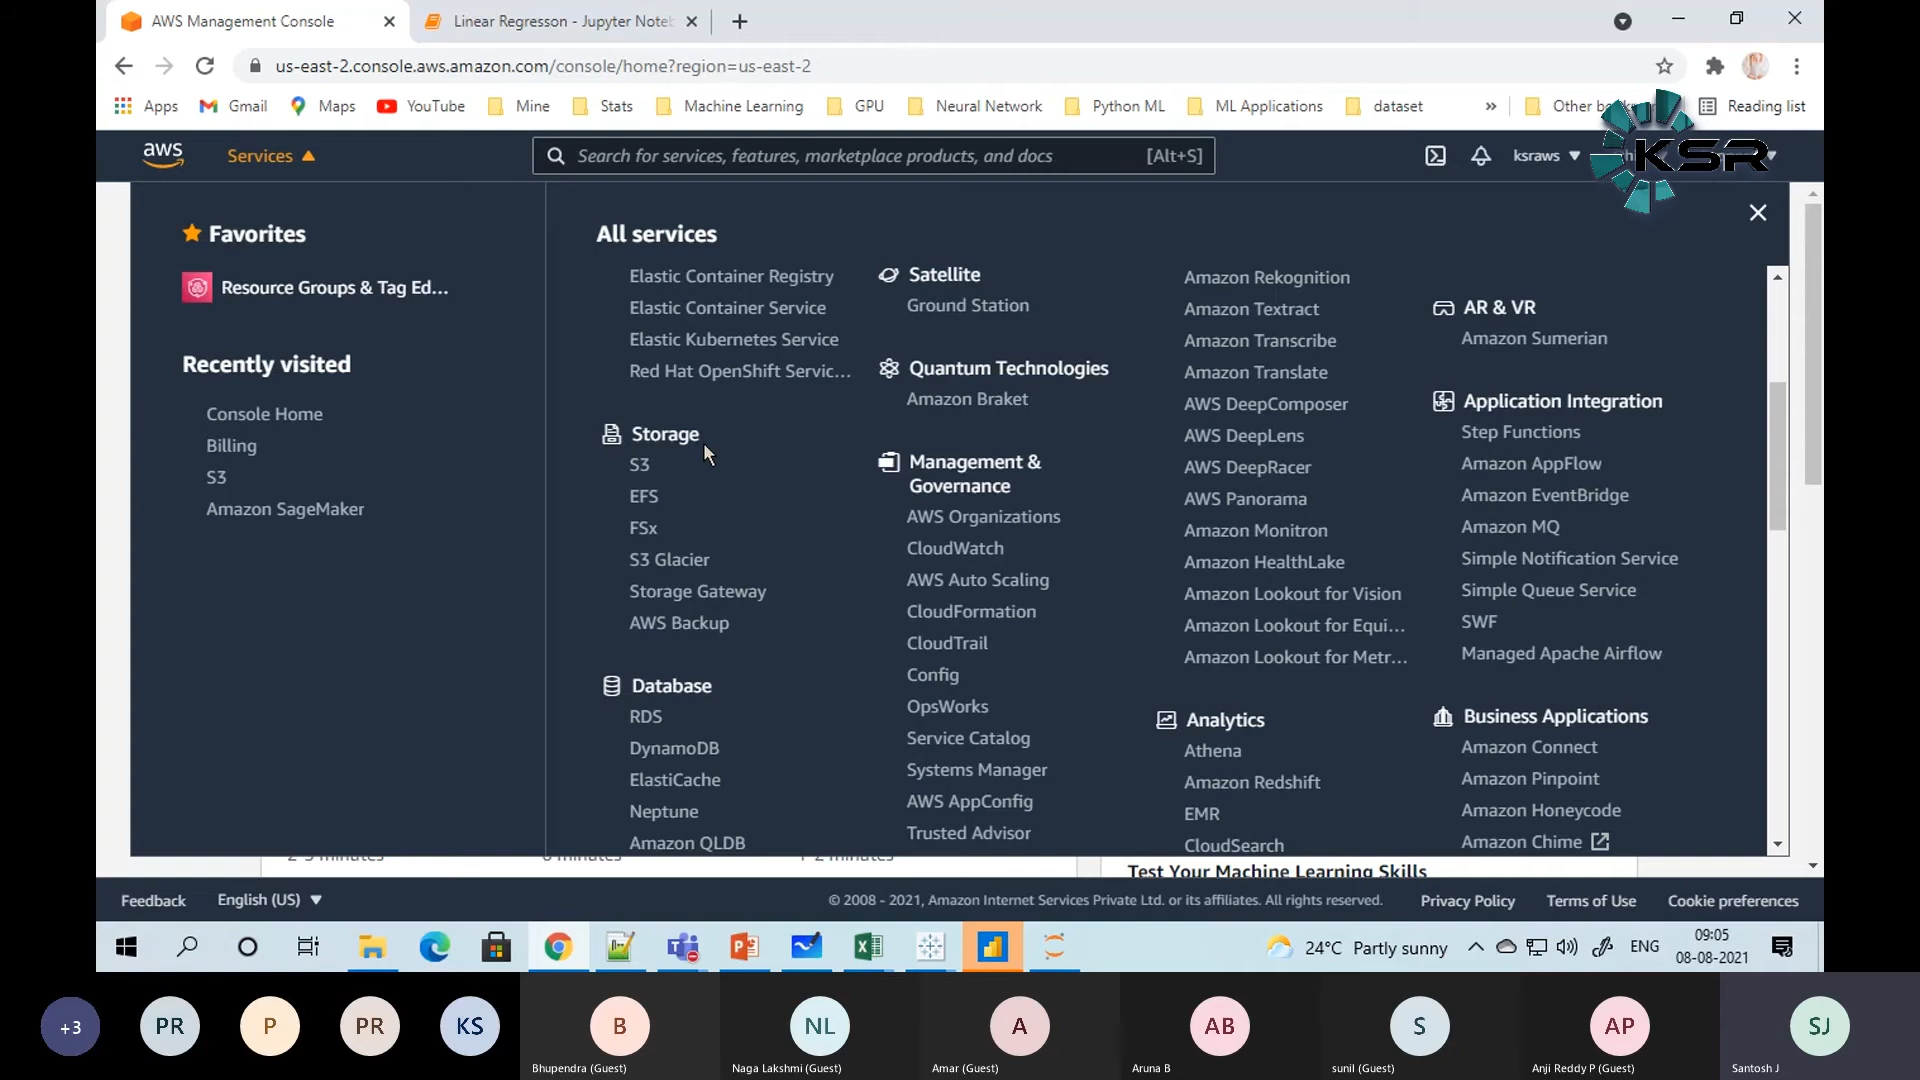 AWS Management Console
Linear Regresson - Jupyter Noteb
us-east-2.console.aws.amazon.com/console/home?region=us-east-2
Apps
Gmail
Maps
YouTube
Mine
Stats
Machine Learning
GPU
Neural Network
Python ML
ML Applications
dataset
»
Other
Reading list
aws
Services
Search for services, features, marketplace products, and docs
[Alt+S]
ksraws
KSR
Favorites
Resource Groups & Tag Ed...
Recently visited
Console Home
Billing
S3
Amazon SageMaker
All services
Elastic Container Registry
Elastic Container Service
Elastic Kubernetes Service
Red Hat OpenShift Servic...
Storage
S3
EFS
FSx
S3 Glacier
Storage Gateway
AWS Backup
Database
RDS
DynamoDB
ElastiCache
Neptune
Amazon QLDB
Satellite
Ground Station
Quantum Technologies
Amazon Braket
Management &
Governance
AWS Organizations
CloudWatch
AWS Auto Scaling
CloudFormation
CloudTrail
Config
OpsWorks
Service Catalog
Systems Manager
AWS AppConfig
Trusted Advisor
Amazon Rekognition
Amazon Textract
Amazon Transcribe
Amazon Translate
AWS DeepComposer
AWS DeepLens
AWS DeepRacer
AWS Panorama
Amazon Monitron
Amazon HealthLake
Amazon Lookout for Vision
Amazon Lookout for Equi...
Amazon Lookout for Metr...
Analytics
Athena
Amazon Redshift
EMR
CloudSearch
AR & VR
Amazon Sumerian
Application Integration
Step Functions
Amazon AppFlow
Amazon EventBridge
Amazon MQ
Simple Notification Service
Simple Queue Service
SWF
Managed Apache Airflow
Business Applications
Amazon Connect
Amazon Pinpoint
Amazon Honeycode
Amazon Chime
Test Your Machine Learning Skills
Feedback
English (US)
© 2008 - 2021, Amazon Internet Services Private Ltd. or its affiliates. All rights reserved.
Privacy Policy
Terms of Use
Cookie preferences
24°C Partly sunny
ENG
09:05
08-08-2021
+3
PR
P
PR
KS
B
Bhupendra (Guest)
NL
Naga Lakshmi (Guest)
A
Amar (Guest)
AB
Aruna B
S
sunil (Guest)
AP
Anji Reddy P (Guest)
SJ
Santosh J